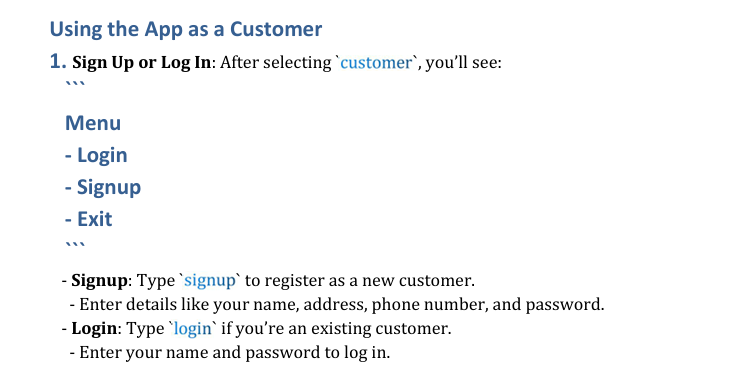 Using the App as a Customer
1. Sign Up or Log In: After selecting `customer`, you’ll see:
```
Menu
- Login
- Signup
- Exit
```
- Signup: Type `signup` to register as a new customer.
- Enter details like your name, address, phone number, and password.
- Login: Type `login` if you’re an existing customer.
- Enter your name and password to log in.